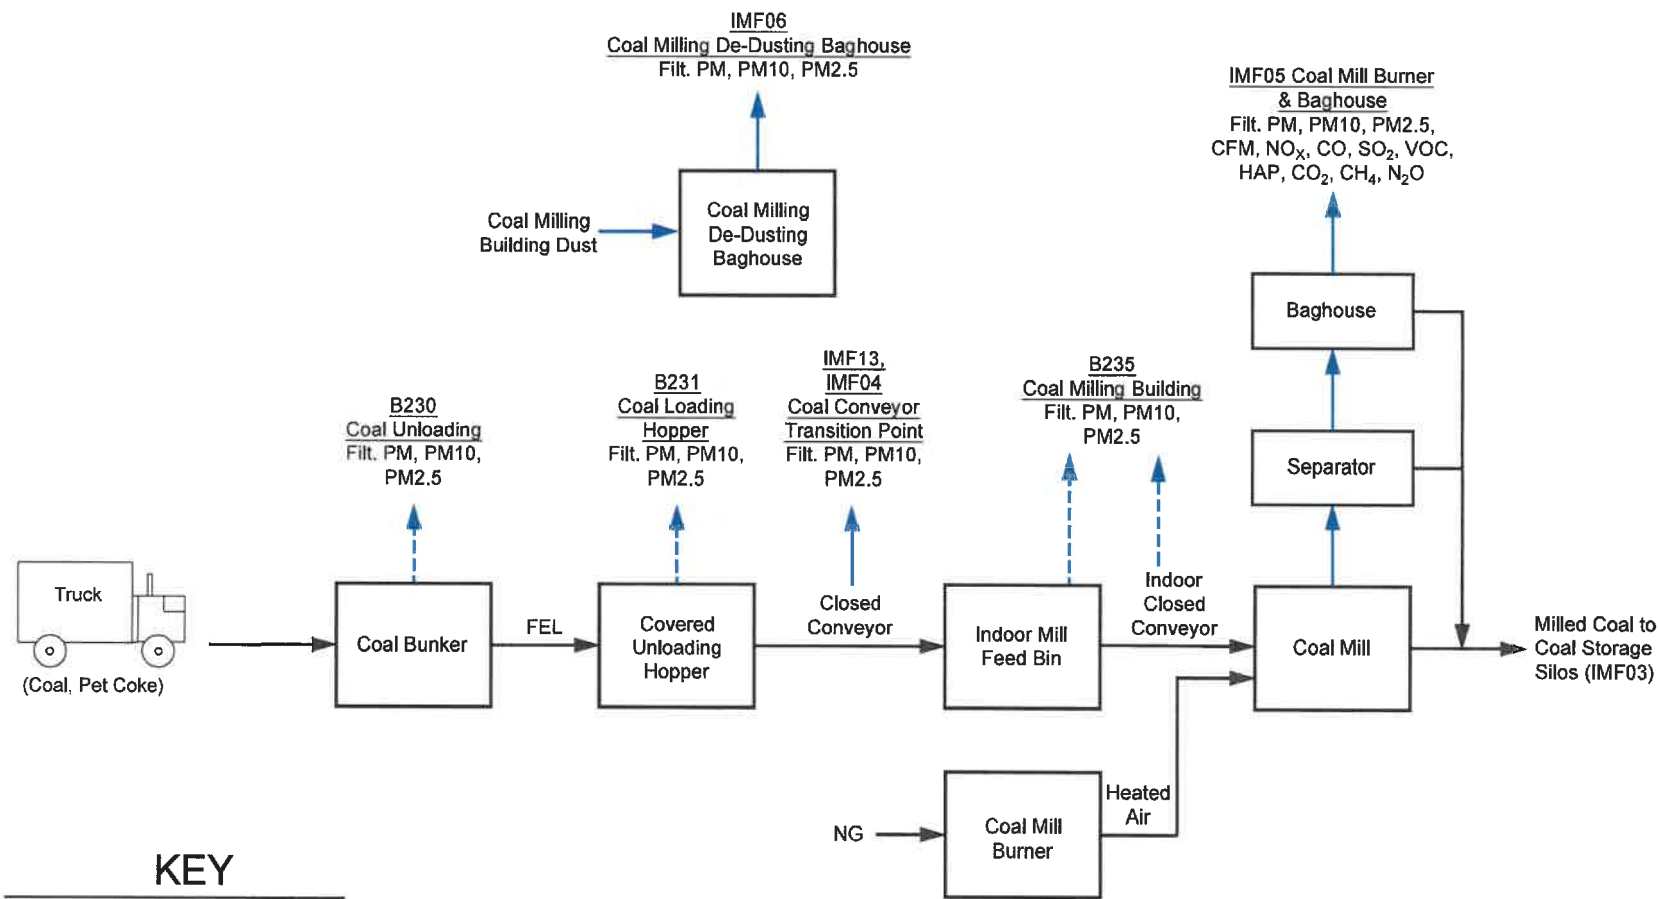 IMF06
Coal Milling De-Dusting Baghouse
Filt. PM, PM10, PM2.5
IMF05 Coal Mill Burner
& Baghouse
Filt. PM, PM10, PM2.5,
CFM, NOX, CO, SO2, VOC,
HAP, CO2, CH4, N2O
Coal Milling
Building Dust
Coal Milling
De-Dusting
Baghouse
Baghouse
B230
Coal Unloading
Filt. PM, PM10,
PM2.5
B231
Coal Loading
Hopper
Filt. PM, PM10,
PM2.5
IMF13,
IMF04
Coal Conveyor
Transition Point
Filt. PM, PM10,
PM2.5
B235
Coal Milling Building
Filt. PM, PM10,
PM2.5
Separator
Truck
(Coal, Pet Coke)
Coal Bunker
FEL
Covered
Unloading
Hopper
Closed
Conveyor
Indoor Mill
Feed Bin
Indoor
Closed
Conveyor
Coal Mill
Milled Coal to
Coal Storage
Silos (IMF03)
NG
Coal Mill
Burner
Heated
Air
KEY